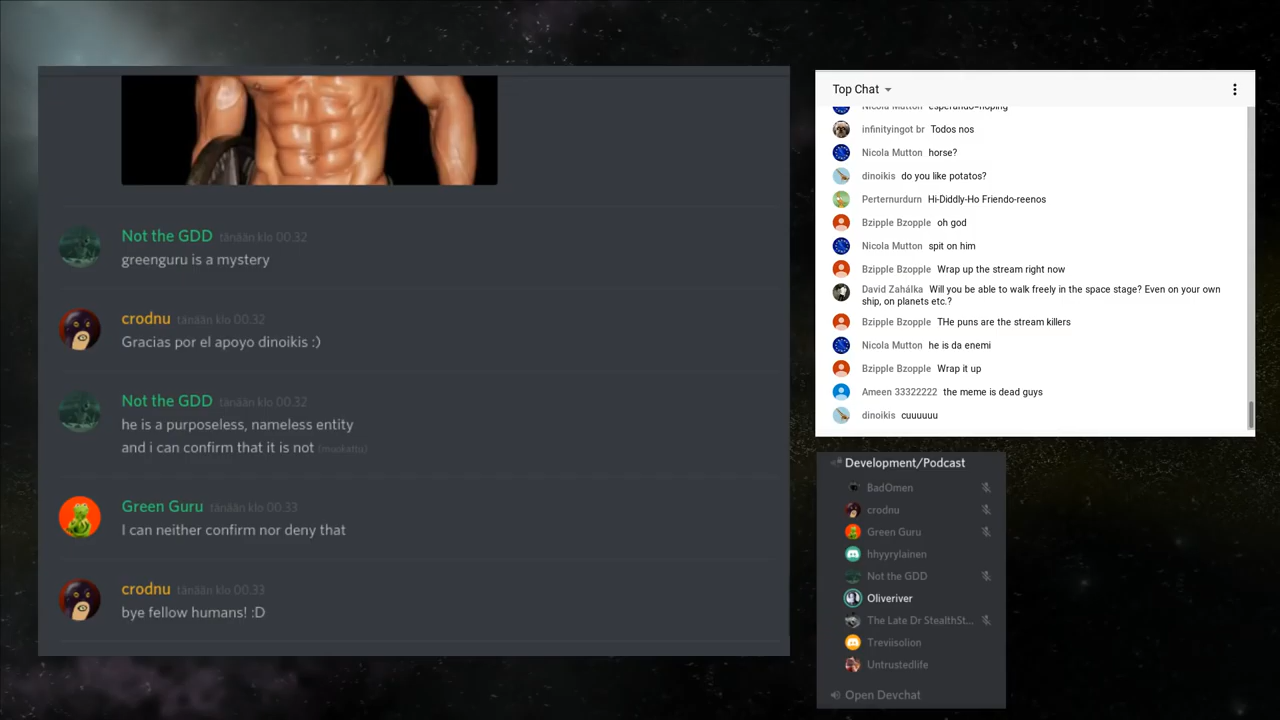 Not the GDD tänään klo 00.32
greenguru is a mystery
crodnu tänään klo 00.32
Gracias por el apoyo dinoikis :)
Not the GDD tänään klo 00.32
he is a purposeless, nameless entity
and i can confirm that it is not (muokattu)
Green Guru tänään klo 00.33
I can neither confirm nor deny that
crodnu tänään klo 00.33
bye fellow humans! :D
Top Chat
Nicola Mutton esperando=hoping
infinityingot br Todos nos
Nicola Mutton horse?
dinoikis do you like potatos?
Perternurdurn Hi-Diddly-Ho Friendo-reenos
Bzipple Bzopple oh god
Nicola Mutton spit on him
Bzipple Bzopple Wrap up the stream right now
David Zahálka Will you be able to walk freely in the space stage? Even on your own
ship, on planets etc.?
Bzipple Bzopple THe puns are the stream killers
Nicola Mutton he is da enemi
Bzipple Bzopple Wrap it up
Ameen 33322222 the meme is dead guys
dinoikis cuuuuuu
Development/Podcast
BadOmen
crodnu
Green Guru
hhyyrylainen
Not the GDD
Oliveriver
The Late Dr StealthSt...
Treviisolion
Untrustedlife
Open Devchat